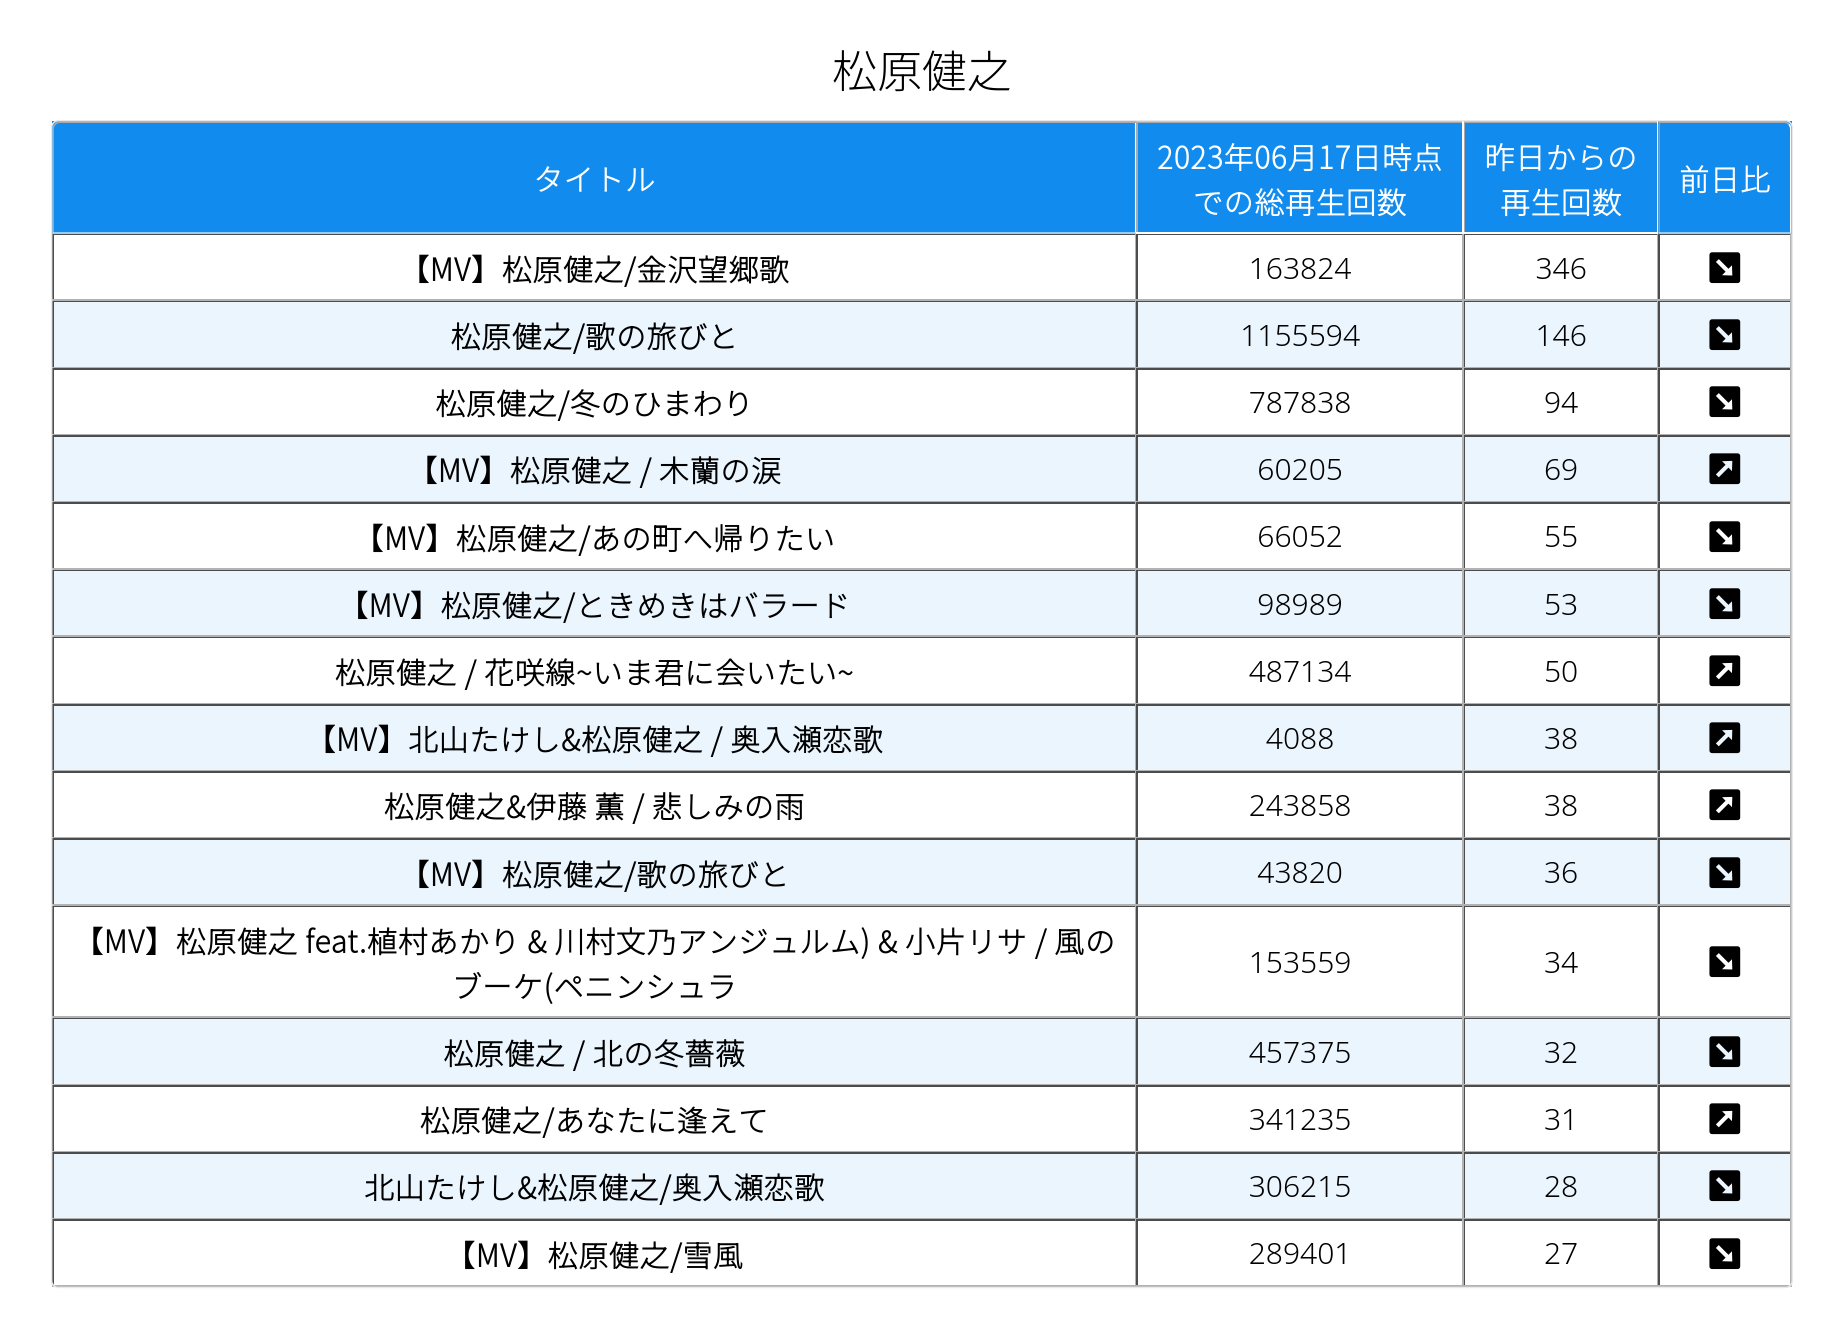 松原健之
タイトル
2023年06月17日時点
での総再生回数
昨日からの
再生回数
前日比
【MV】松原健之/金沢望郷歌 163824 346
松原健之/歌の旅びと 1155594 146
松原健之/冬のひまわり 787838 94
【MV】松原健之 / 木蘭の涙 60205 69
【MV】松原健之/あの町へ帰りたい 66052 55
【MV】松原健之/ときめきはバラード 98989 53
松原健之 / 花咲線~いま君に会いたい~ 487134 50
【MV】北山たけし&松原健之 / 奥入瀬恋歌 4088 38
松原健之&伊藤 薫 / 悲しみの雨 243858 38
【MV】松原健之/歌の旅びと 43820 36
【MV】松原健之 feat.植村あかり & 川村文乃アンジュルム) & 小片リサ / 風の
ブーケ(ペニンシュラ 153559 34
松原健之 / 北の冬薔薇 457375 32
松原健之/あなたに逢えて 341235 31
北山たけし&松原健之/奥入瀬恋歌 306215 28
【MV】松原健之/雪風 289401 27